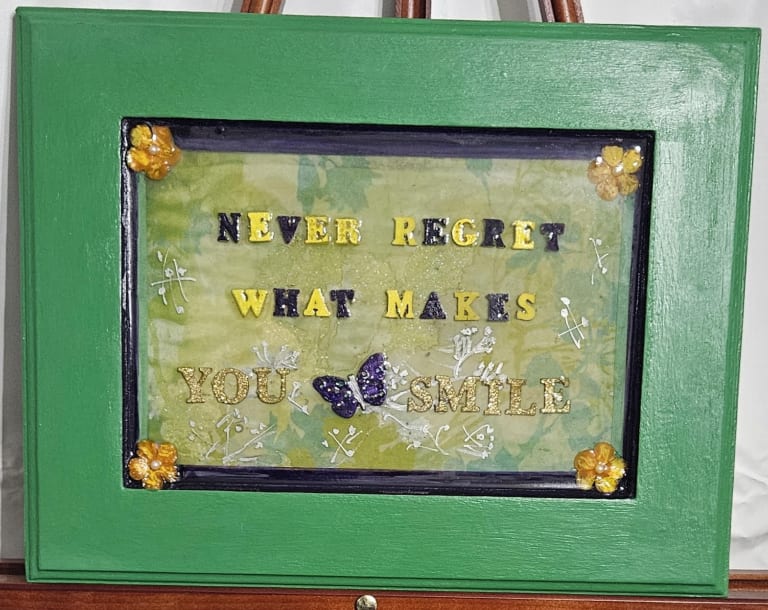 NEVER REGRET
WHAT MAKES
YOU SMILE